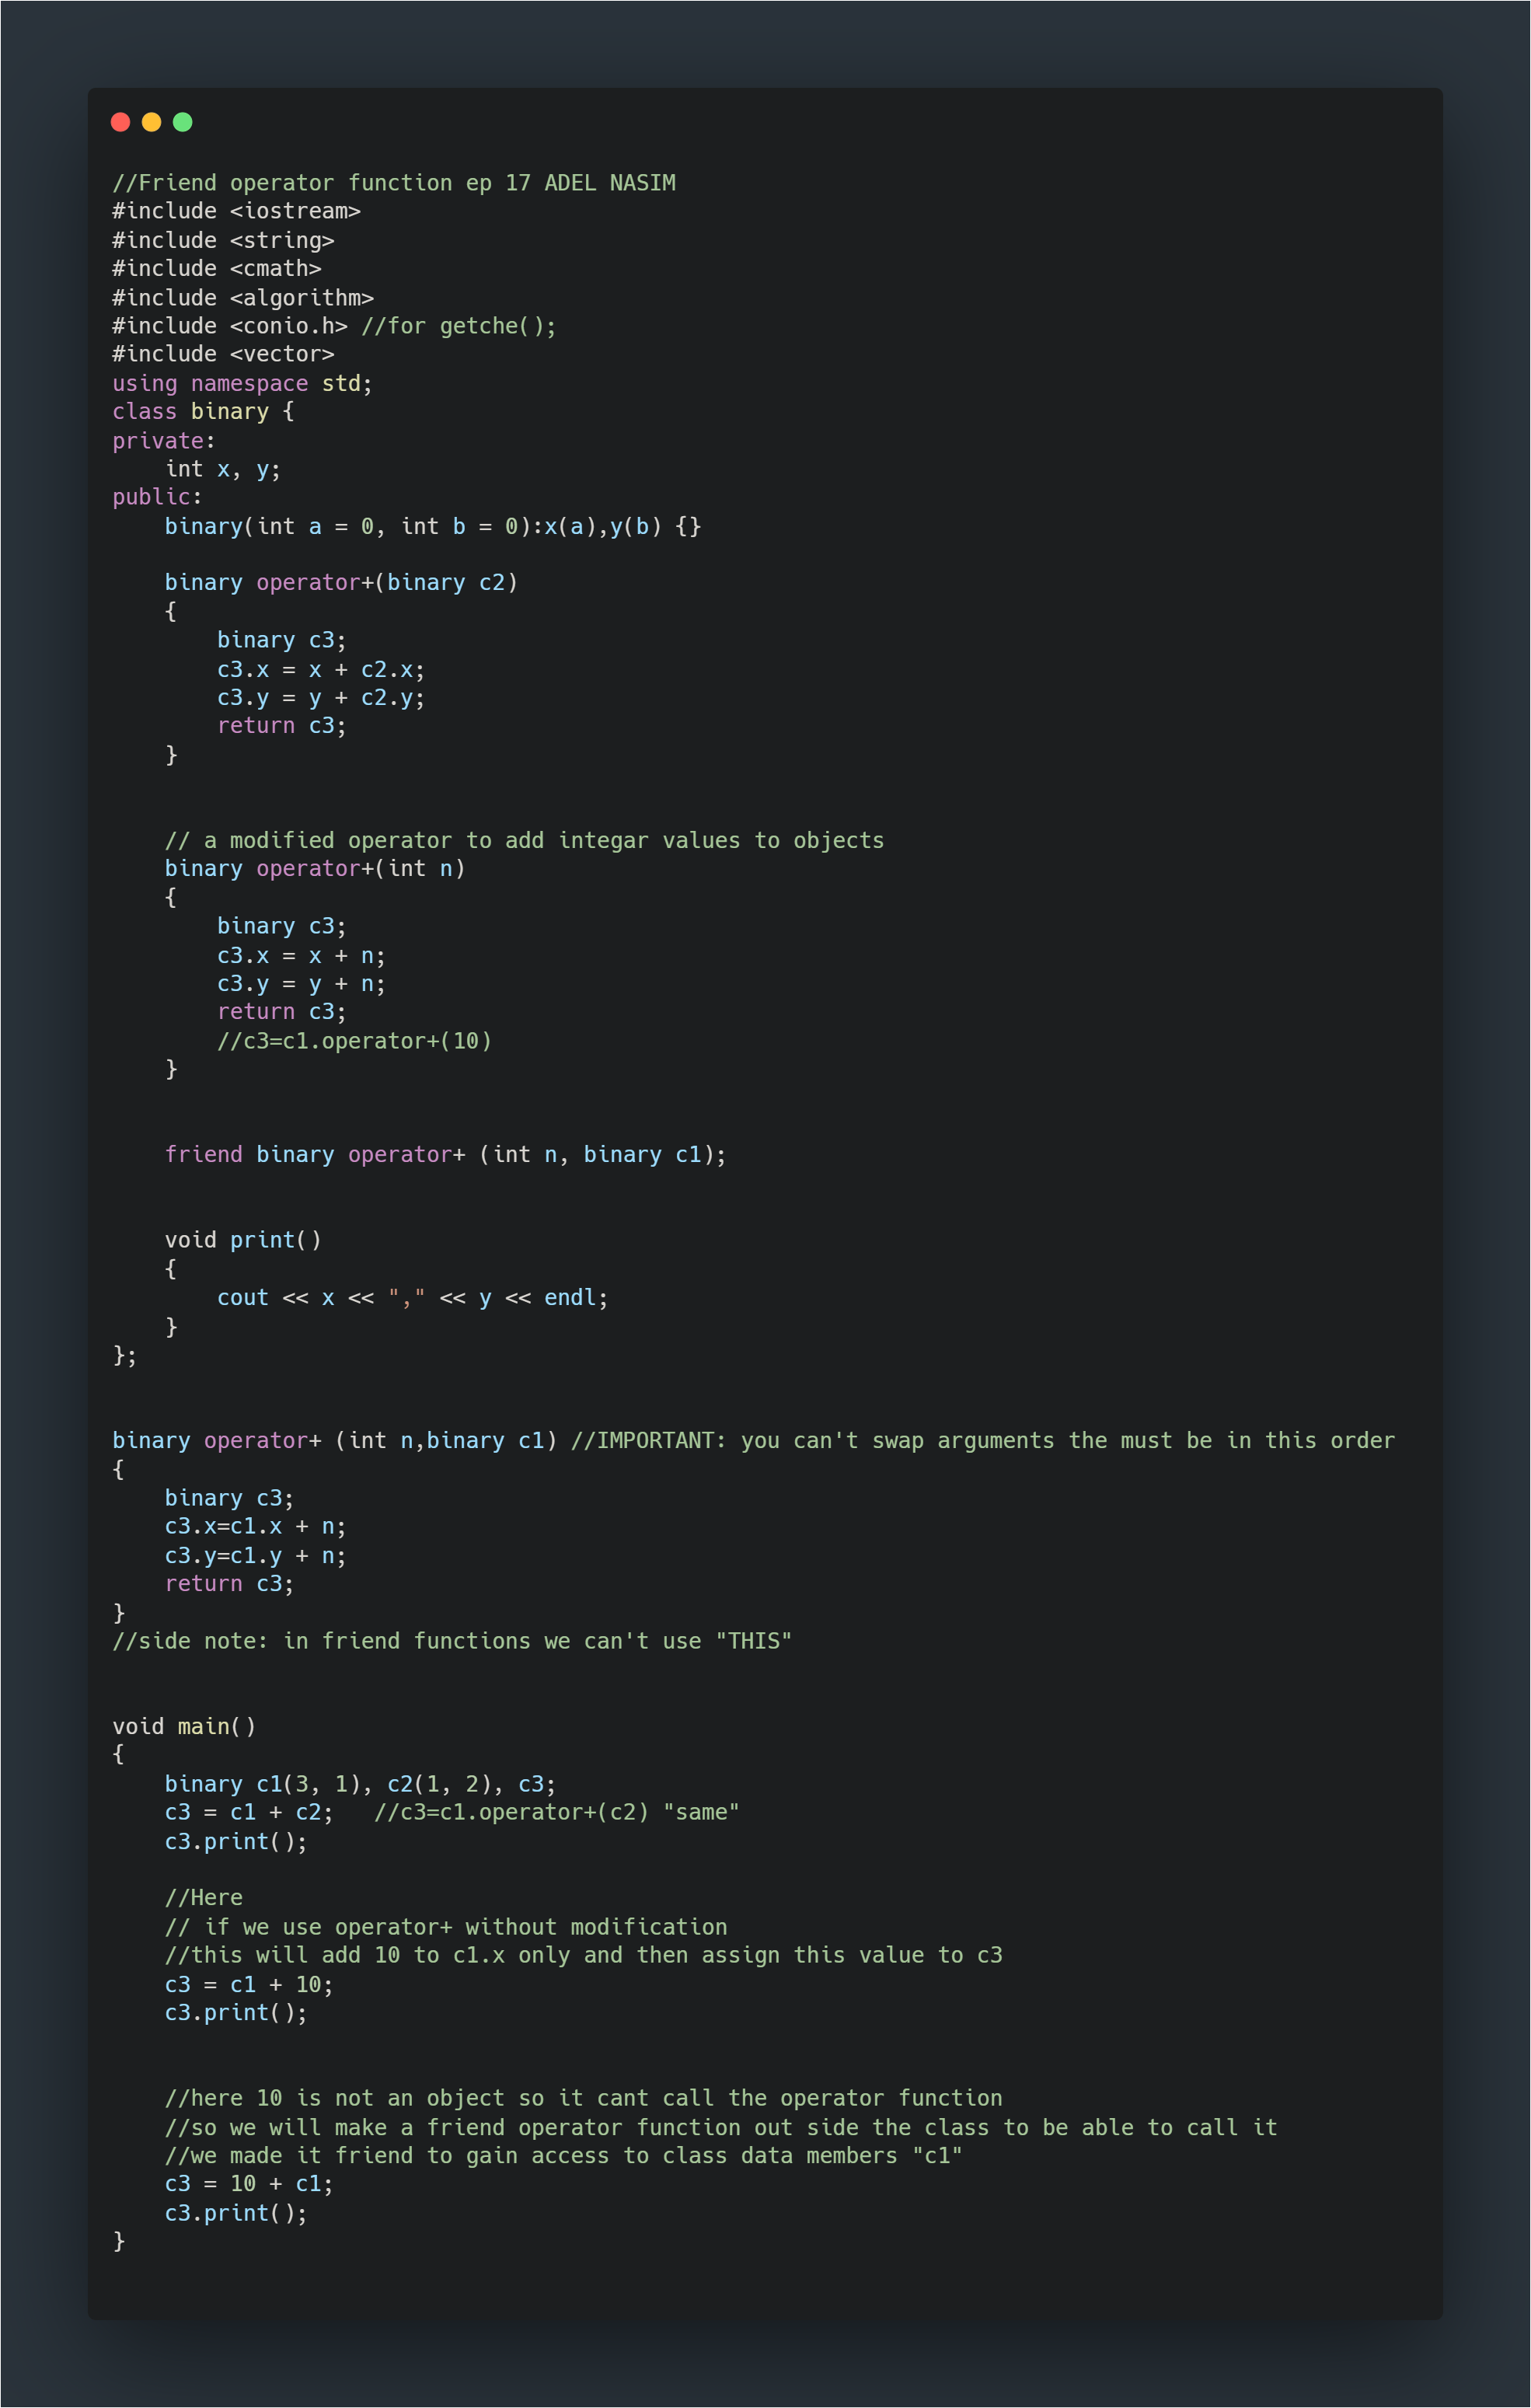 //Friend operator function ep 17 ADEL NASIM
#include <iostream>
#include <string>
#include <cmath>
#include <algorithm>
#include <conio.h> //for getche();
#include <vector>
using namespace std;
class binary {
private:
    int x, y;
public:
    binary(int a = 0, int b = 0):x(a),y(b) {}
    binary operator+(binary c2)
    {
        binary c3;
        c3.x = x + c2.x;
        c3.y = y + c2.y;
        return c3;
    }
    // a modified operator to add integar values to objects
    binary operator+(int n)
    {
        binary c3;
        c3.x = x + n;
        c3.y = y + n;
        return c3;
        //c3=c1.operator+(10)
    }
    friend binary operator+ (int n, binary c1);
    void print()
    {
        cout << x << "," << y << endl;
    }
};
binary operator+ (int n,binary c1) //IMPORTANT: you can't swap arguments the must be in this order
{
    binary c3;
    c3.x=c1.x + n;
    c3.y=c1.y + n;
    return c3;
}
//side note: in friend functions we can't use "THIS"
void main()
{
    binary c1(3, 1), c2(1, 2), c3;
    c3 = c1 + c2;   //c3=c1.operator+(c2) "same"
    c3.print();
    //Here
    // if we use operator+ without modification
    //this will add 10 to c1.x only and then assign this value to c3
    c3 = c1 + 10;
    c3.print();
    //here 10 is not an object so it cant call the operator function
    //so we will make a friend operator function out side the class to be able to call it
    //we made it friend to gain access to class data members "c1"
    c3 = 10 + c1;
    c3.print();
}